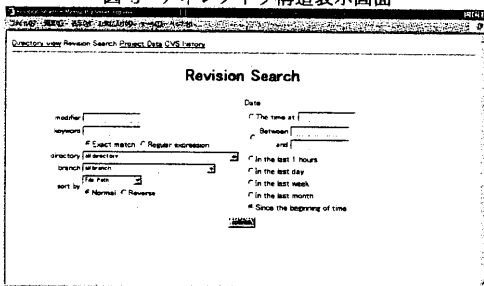 Directory view Revision Search Project Data CVS history
Revision Search
Date
modifier
The time at
keyword
Between
Exact match Regular expression
and
directory all directory
In the last 1 hours
branch all branch
In the last day
sort by File Path
In the last week
Normal Reverse
In the last month
Since the beginning of time